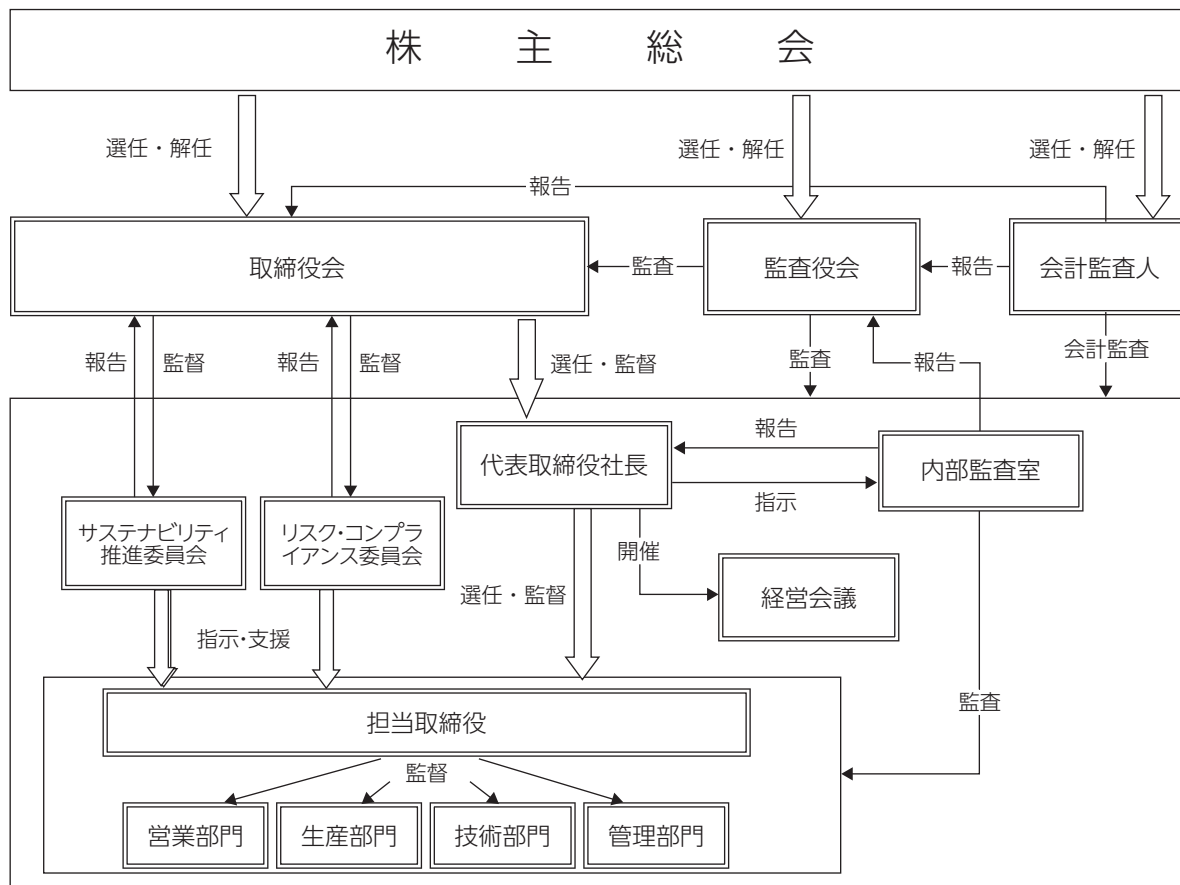 株主総会
選任・解任
選任・解任
選任・解任
報告
取締役会
監査
監査役会
報告
会計監査人
報告
監督
報告
監督
選任・監督
監査
報告
会計監査
代表取締役社長
報告
指示
内部監査室
サステナビリティ
推進委員会
リスク・コンプラ
イアンス委員会
開催
選任・監督
経営会議
指示・支援
監査
担当取締役
監督
営業部門
生産部門
技術部門
管理部門